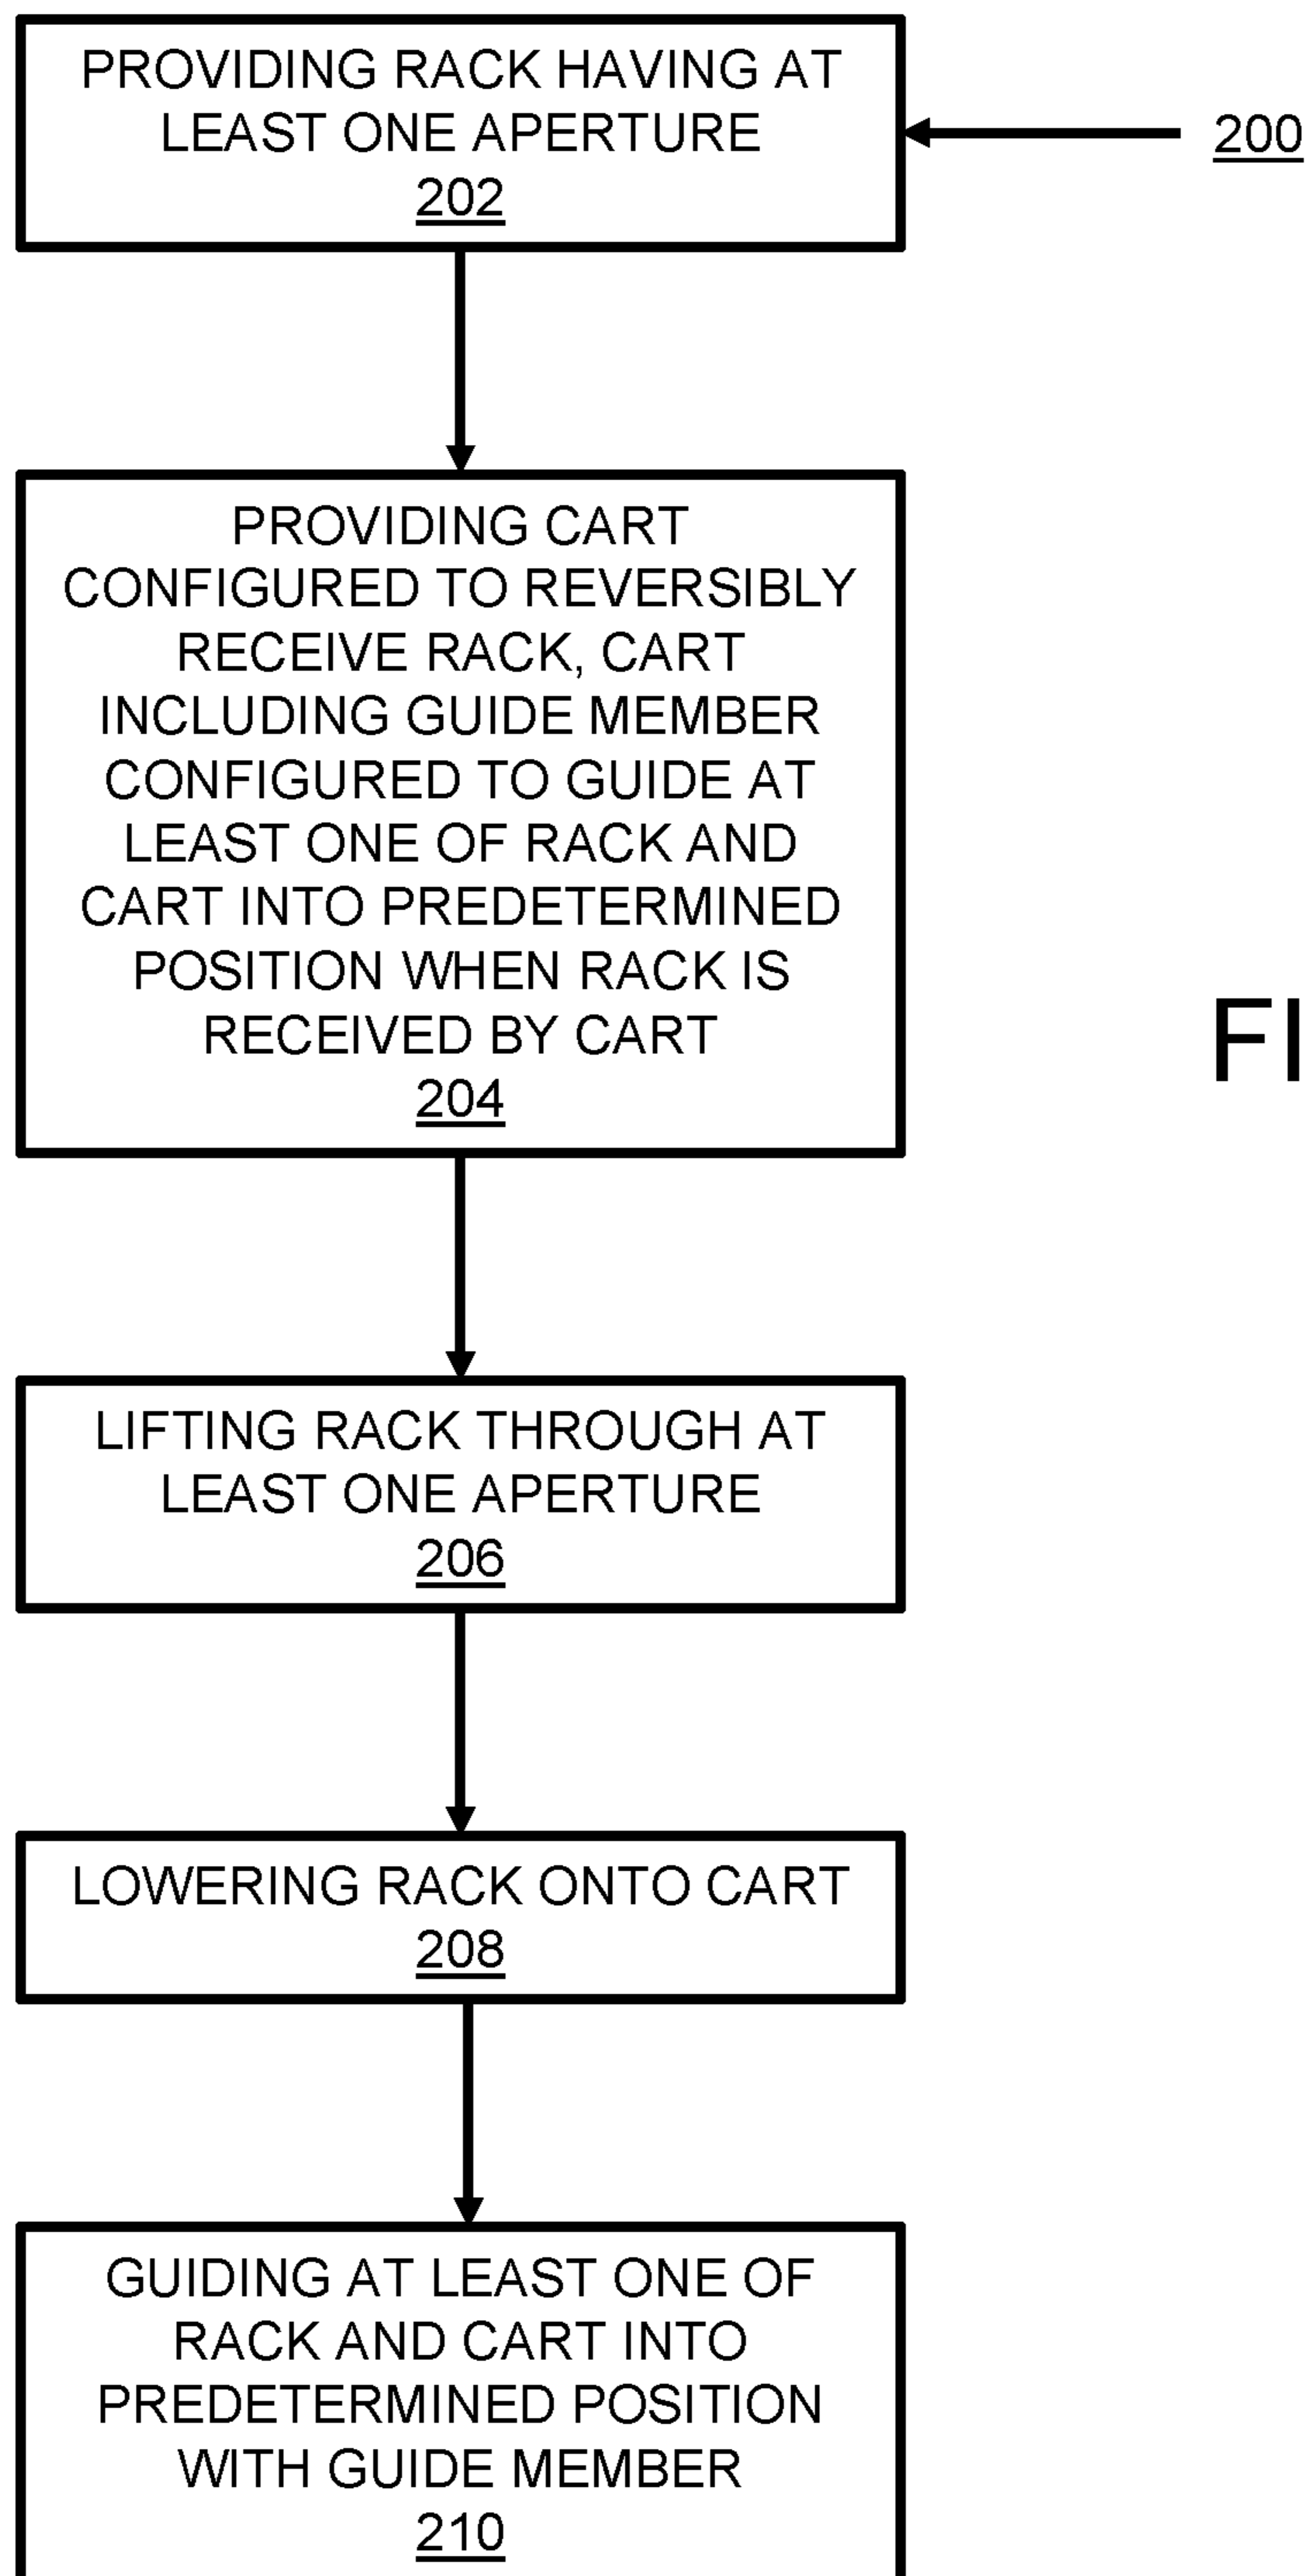 PROVIDING RACK HAVING AT
LEAST ONE APERTURE
202
200
PROVIDING CART
CONFIGURED TO REVERSIBLY
RECEIVE RACK, CART
INCLUDING GUIDE MEMBER
CONFIGURED TO GUIDE AT
LEAST ONE OF RACK AND
CART INTO PREDETERMINED
POSITION WHEN RACK IS
RECEIVED BY CART
204
FI
LIFTING RACK THROUGH AT
LEAST ONE APERTURE
206
LOWERING RACK ONTO CART
208
GUIDING AT LEAST ONE OF
RACK AND CART INTO
PREDETERMINED POSITION
WITH GUIDE MEMBER
210